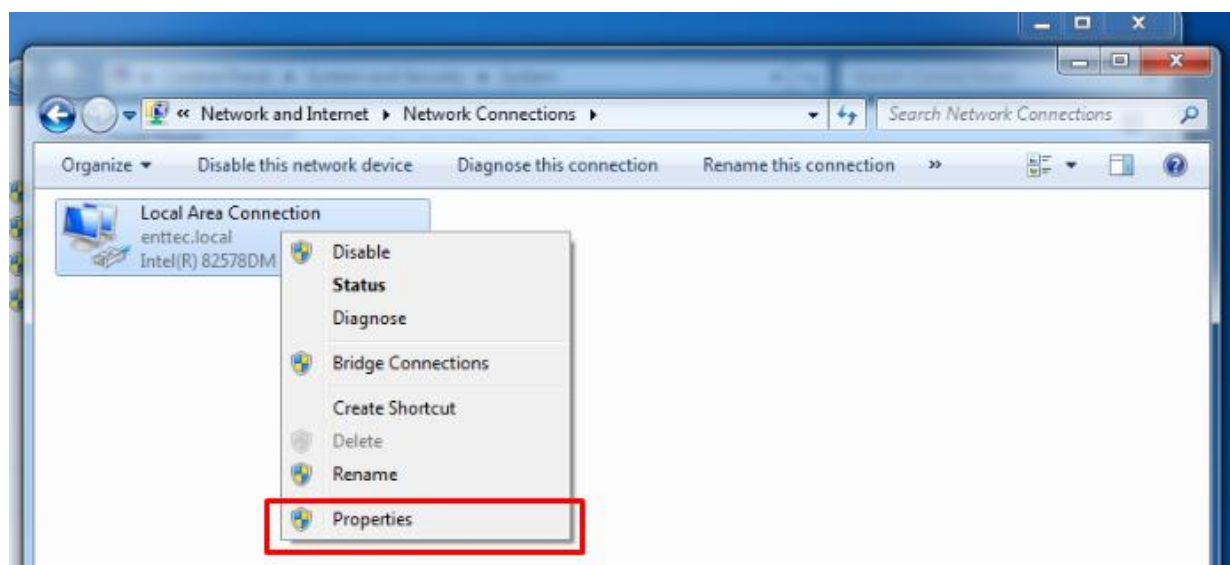 « Network and Internet ▸ Network Connections ▸ Search Network Connections
Organize ▾ Disable this network device Diagnose this connection Rename this connection »
Local Area Connection
enttec.local
Intel(R) 82578DM
Disable
Status
Diagnose
Bridge Connections
Create Shortcut
Delete
Rename
Properties